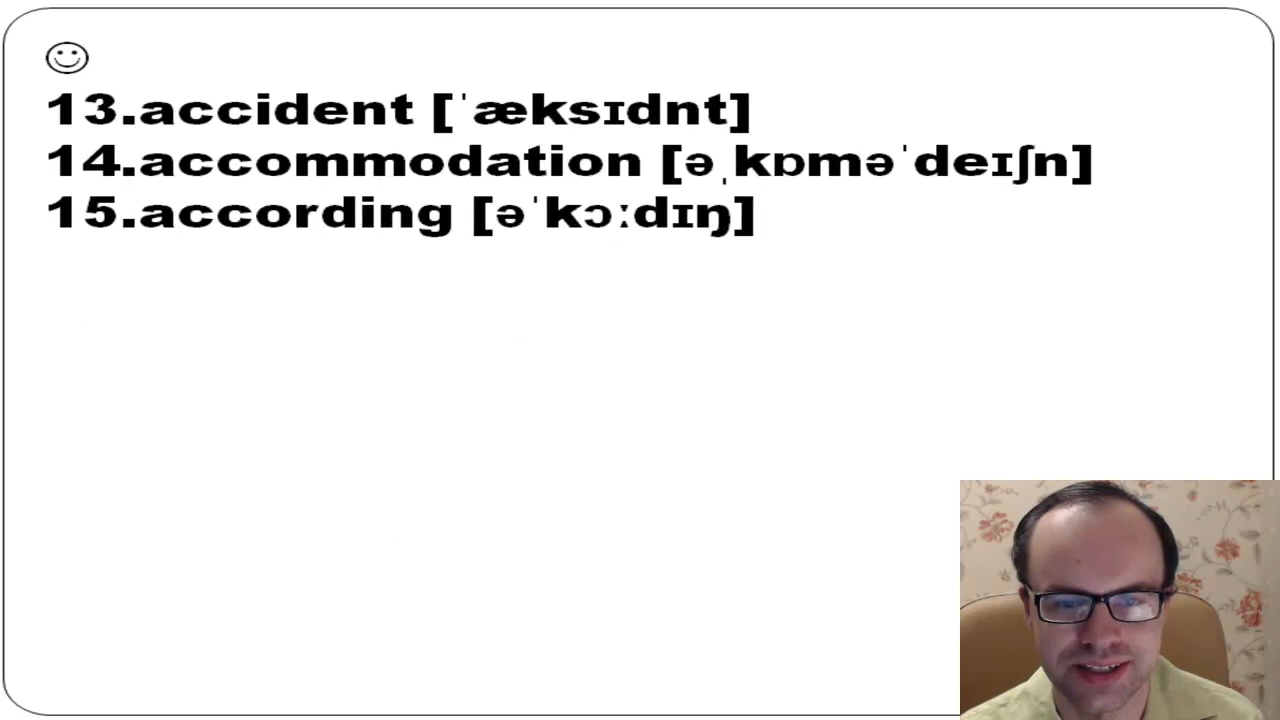 13.accident [ˈæksɪdnt]
14.accommodation [əˌkɒməˈdeɪʃn]
15.according [əˈkɔːdɪŋ]